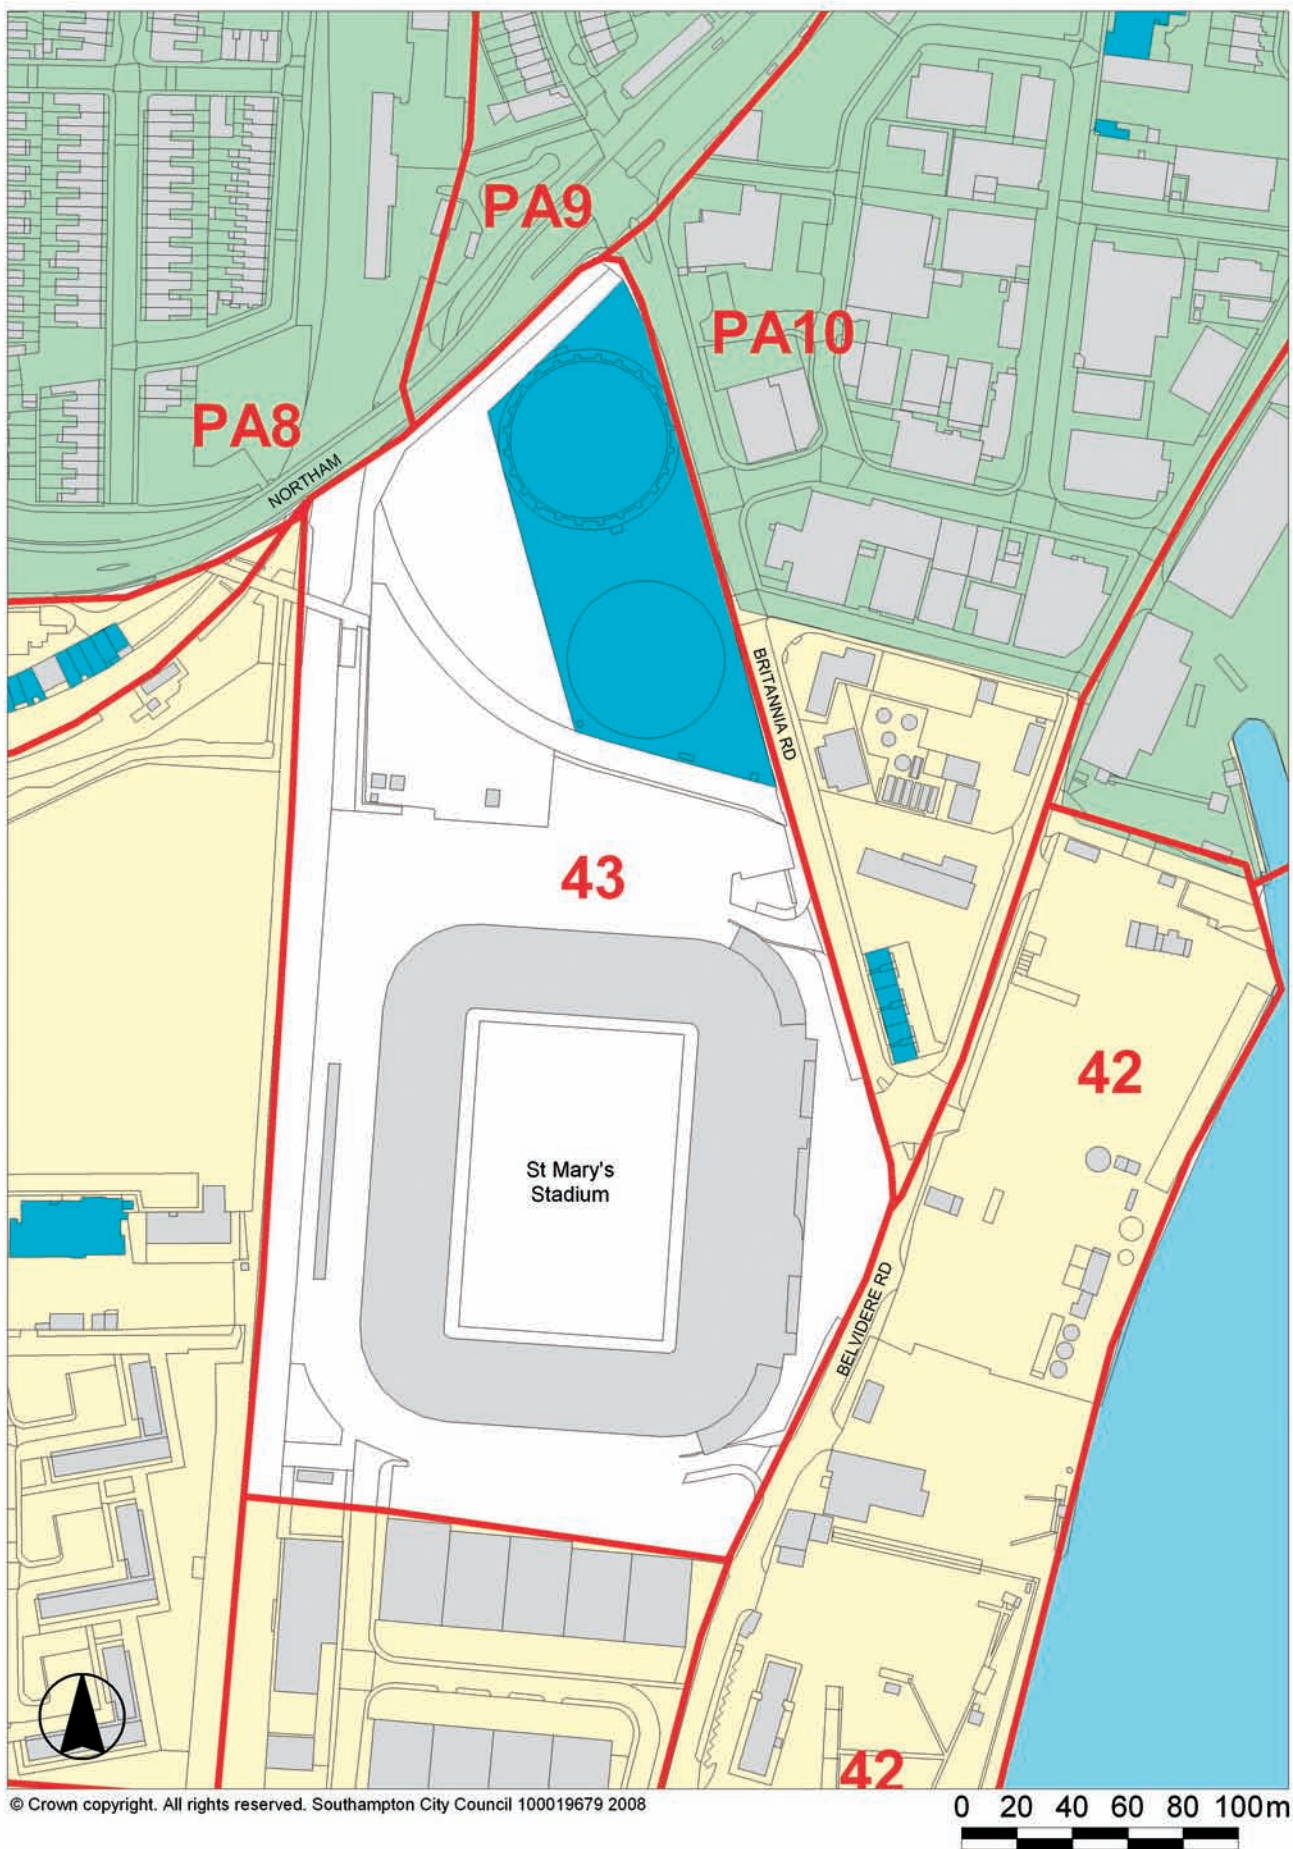 PA9
PA10
PA8
NORTHAM
BRITANNIA RD
43
42
St Mary's
Stadium
BELVIDERE RD
42
© Crown copyright. All rights reserved. Southampton City Council 100019679 2008
0 20 40 60 80 100m